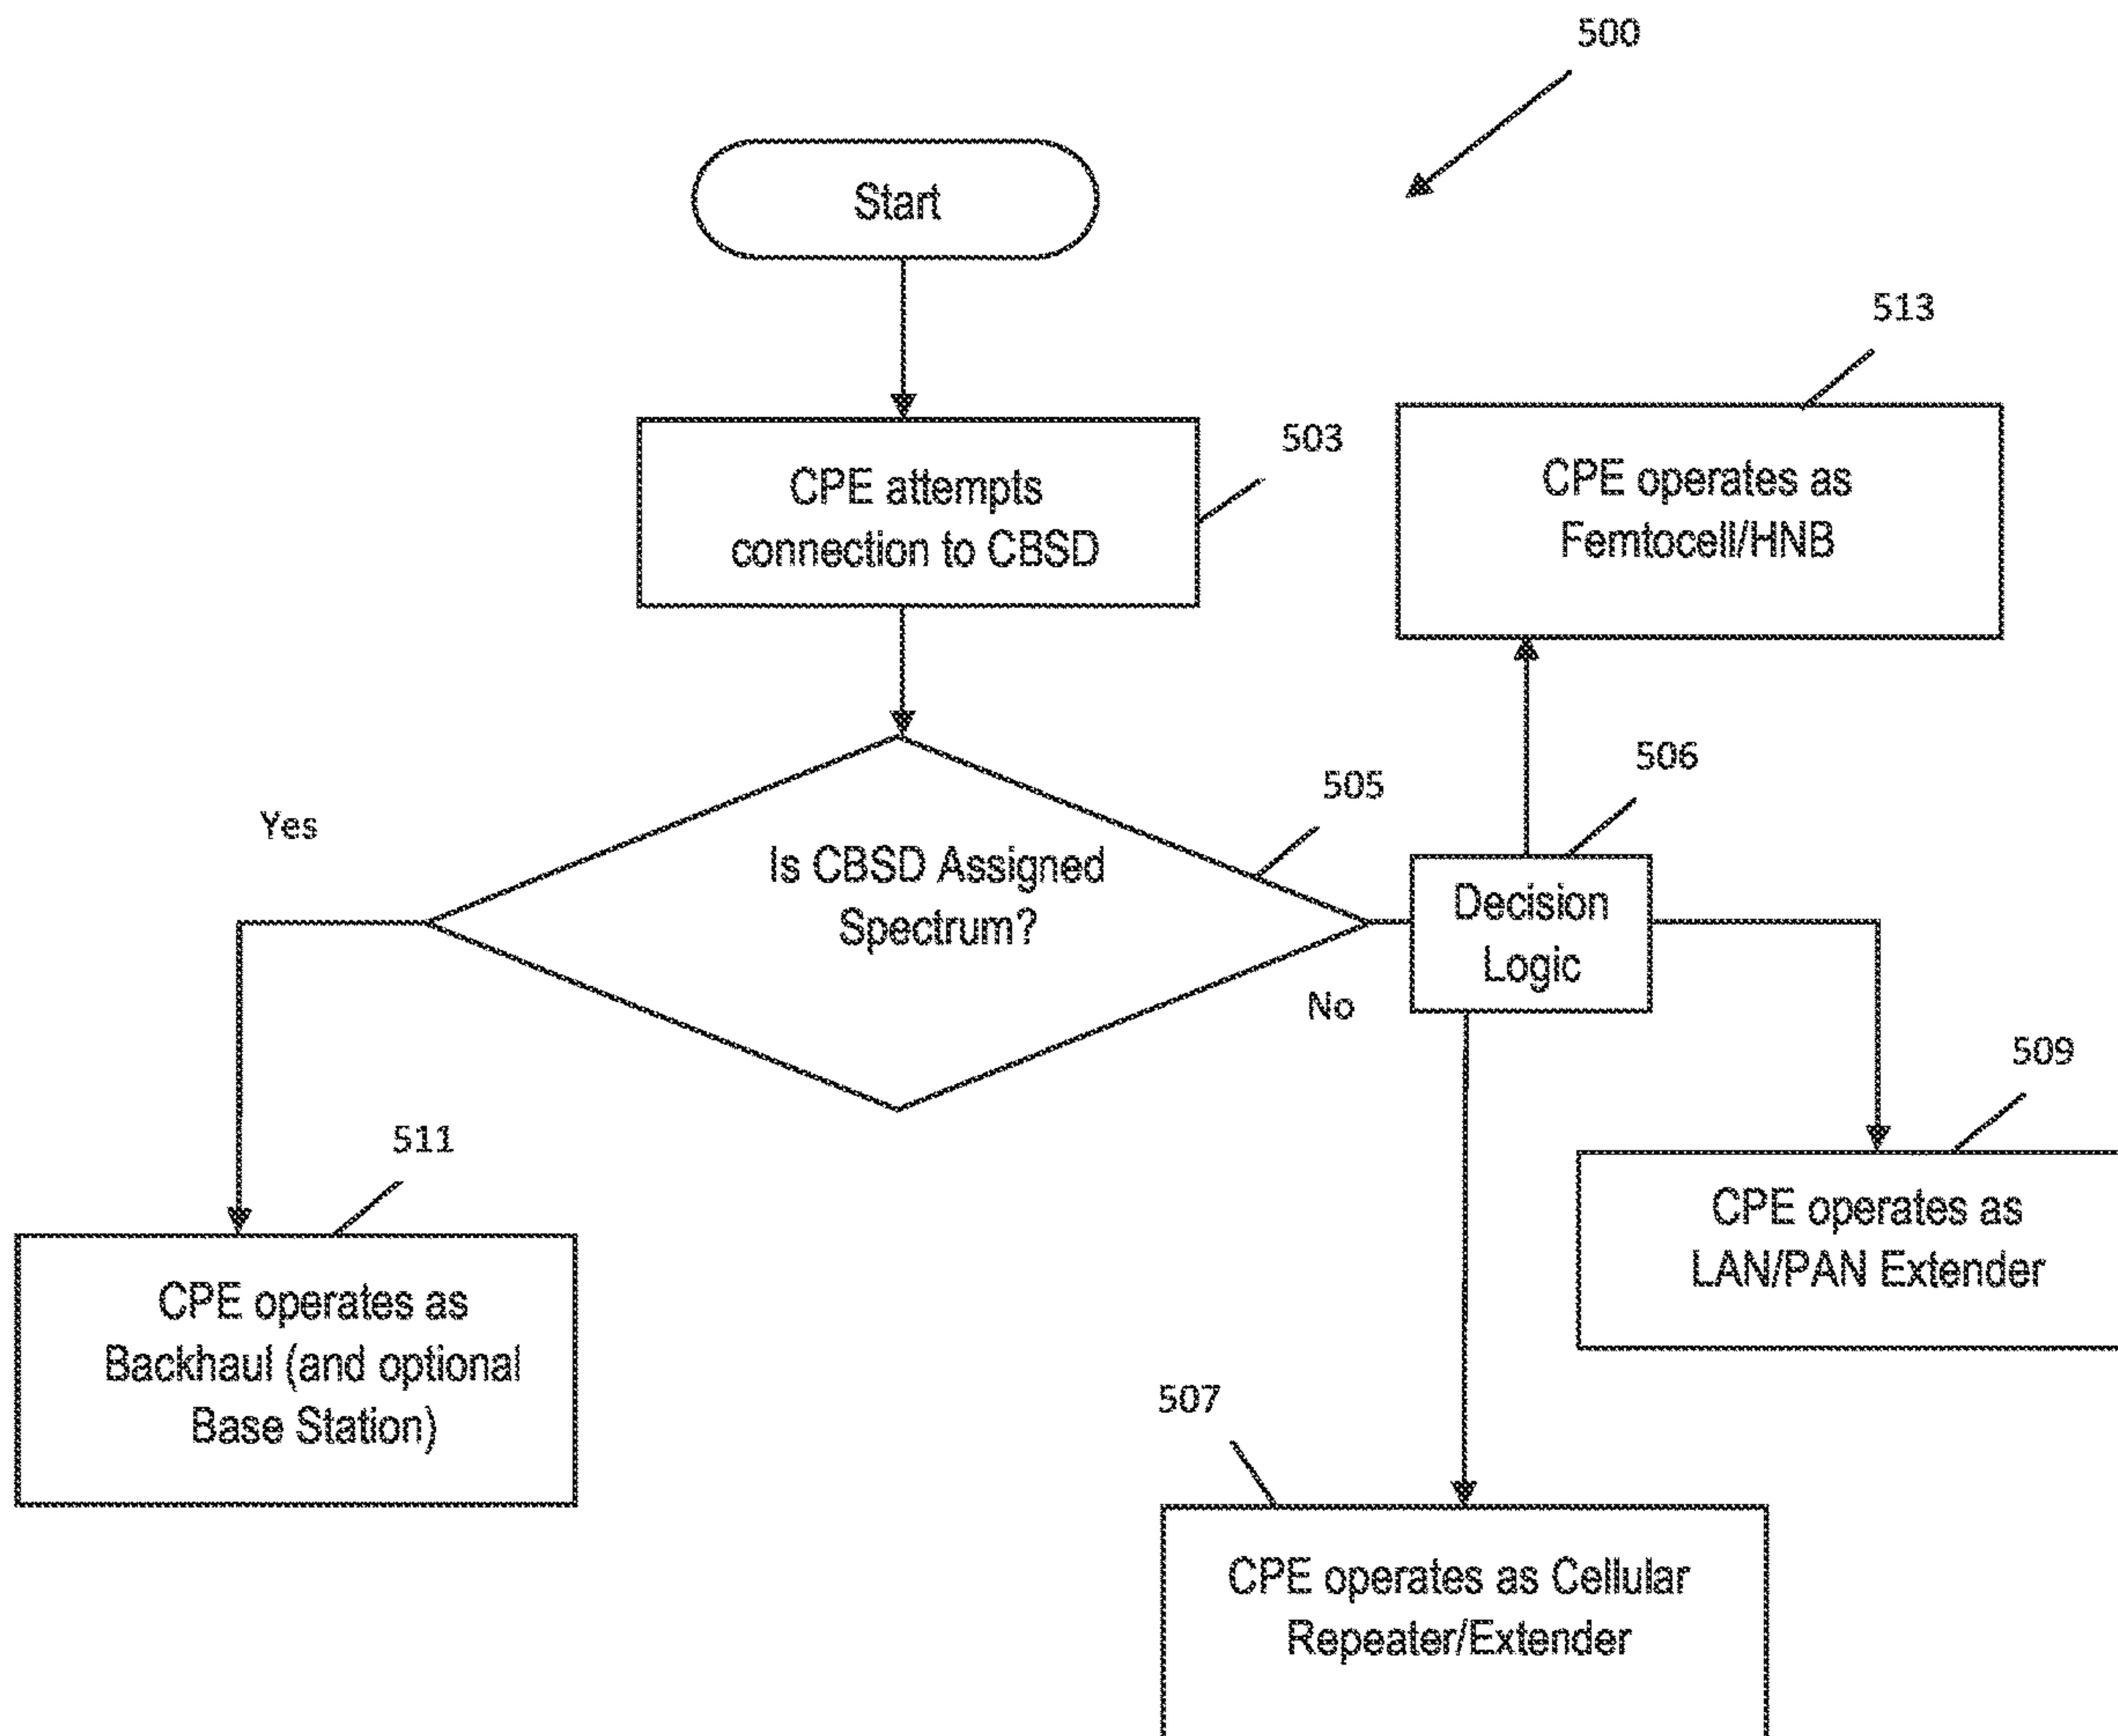 500
Start
513
503
CPE attempts
connection to CBSD
CPE operates as
Femtocell/HNB
506
505
Yes
Is CBSD Assigned
Spectrum?
Decision
Logic
No
509
511
CPE operates as
LAN/PAN Extender
CPE operates as
Backhaul (and optional
Base Station)
507
CPE operates as Cellular
Repeater/Extender